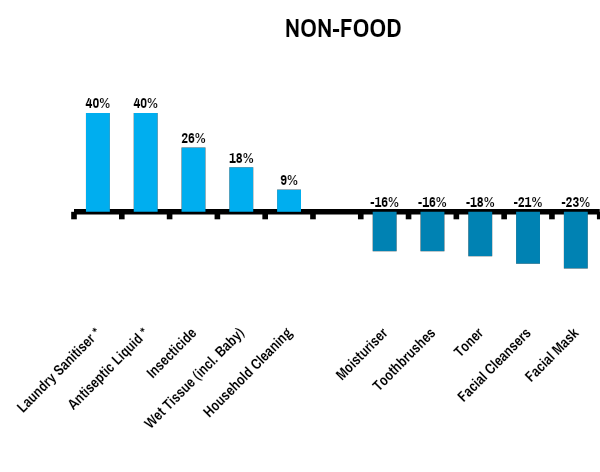 NON-FOOD
40%
40%
26%
18%
9%
-16%
-16%
-18%
-21%
-23%
Laundry Sanitiser *
Antiseptic Liquid *
Insecticide
Wet Tissue (incl. Baby)
Household Cleaning
Moisturiser
Toothbrushes
Toner
Facial Cleansers
Facial Mask